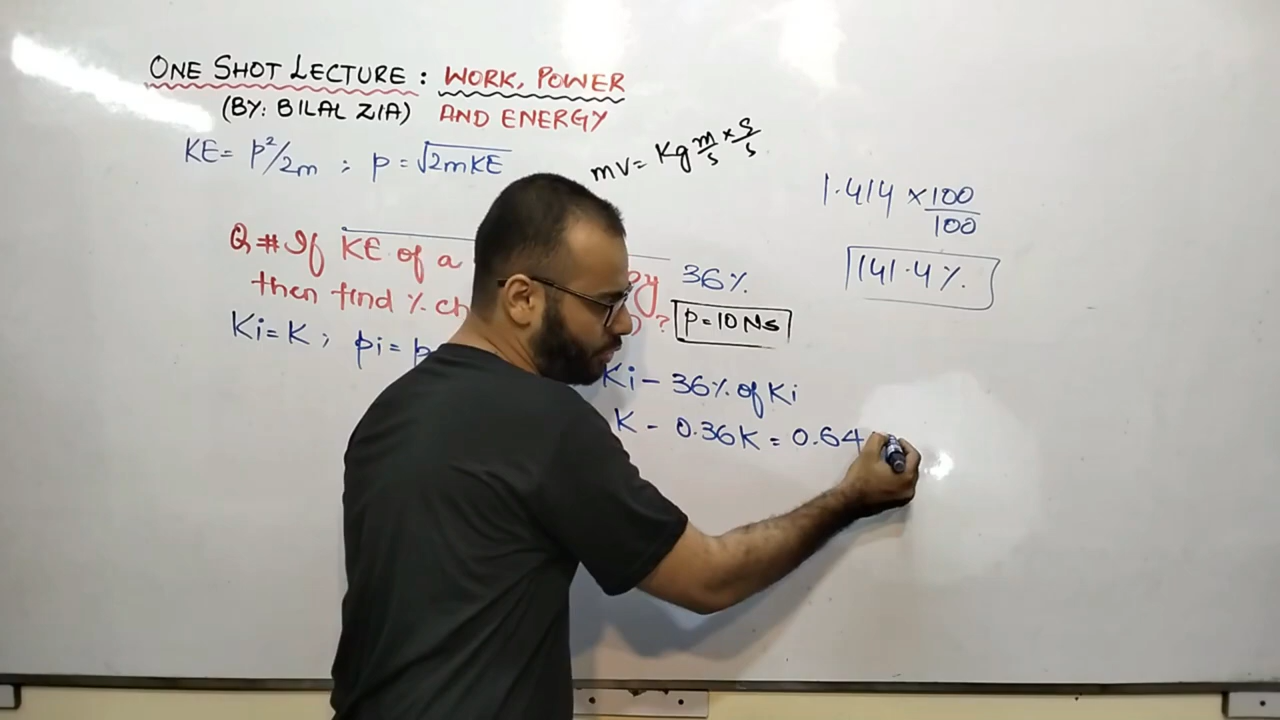 ONE SHOT LECTURE : WORK, POWER
(BY: BILAL ZIA) AND ENERGY
KE = p²/2m ; p = √2mKE
mv = Kg m/s × s/s
1.414 × 100/100
141.4 %.
Q # If KE of a 36 %
then find % ch ? p = 10 Ns
Ki = K ; pi = p
Ki – 36% of Ki
K – 0.36K = 0.64